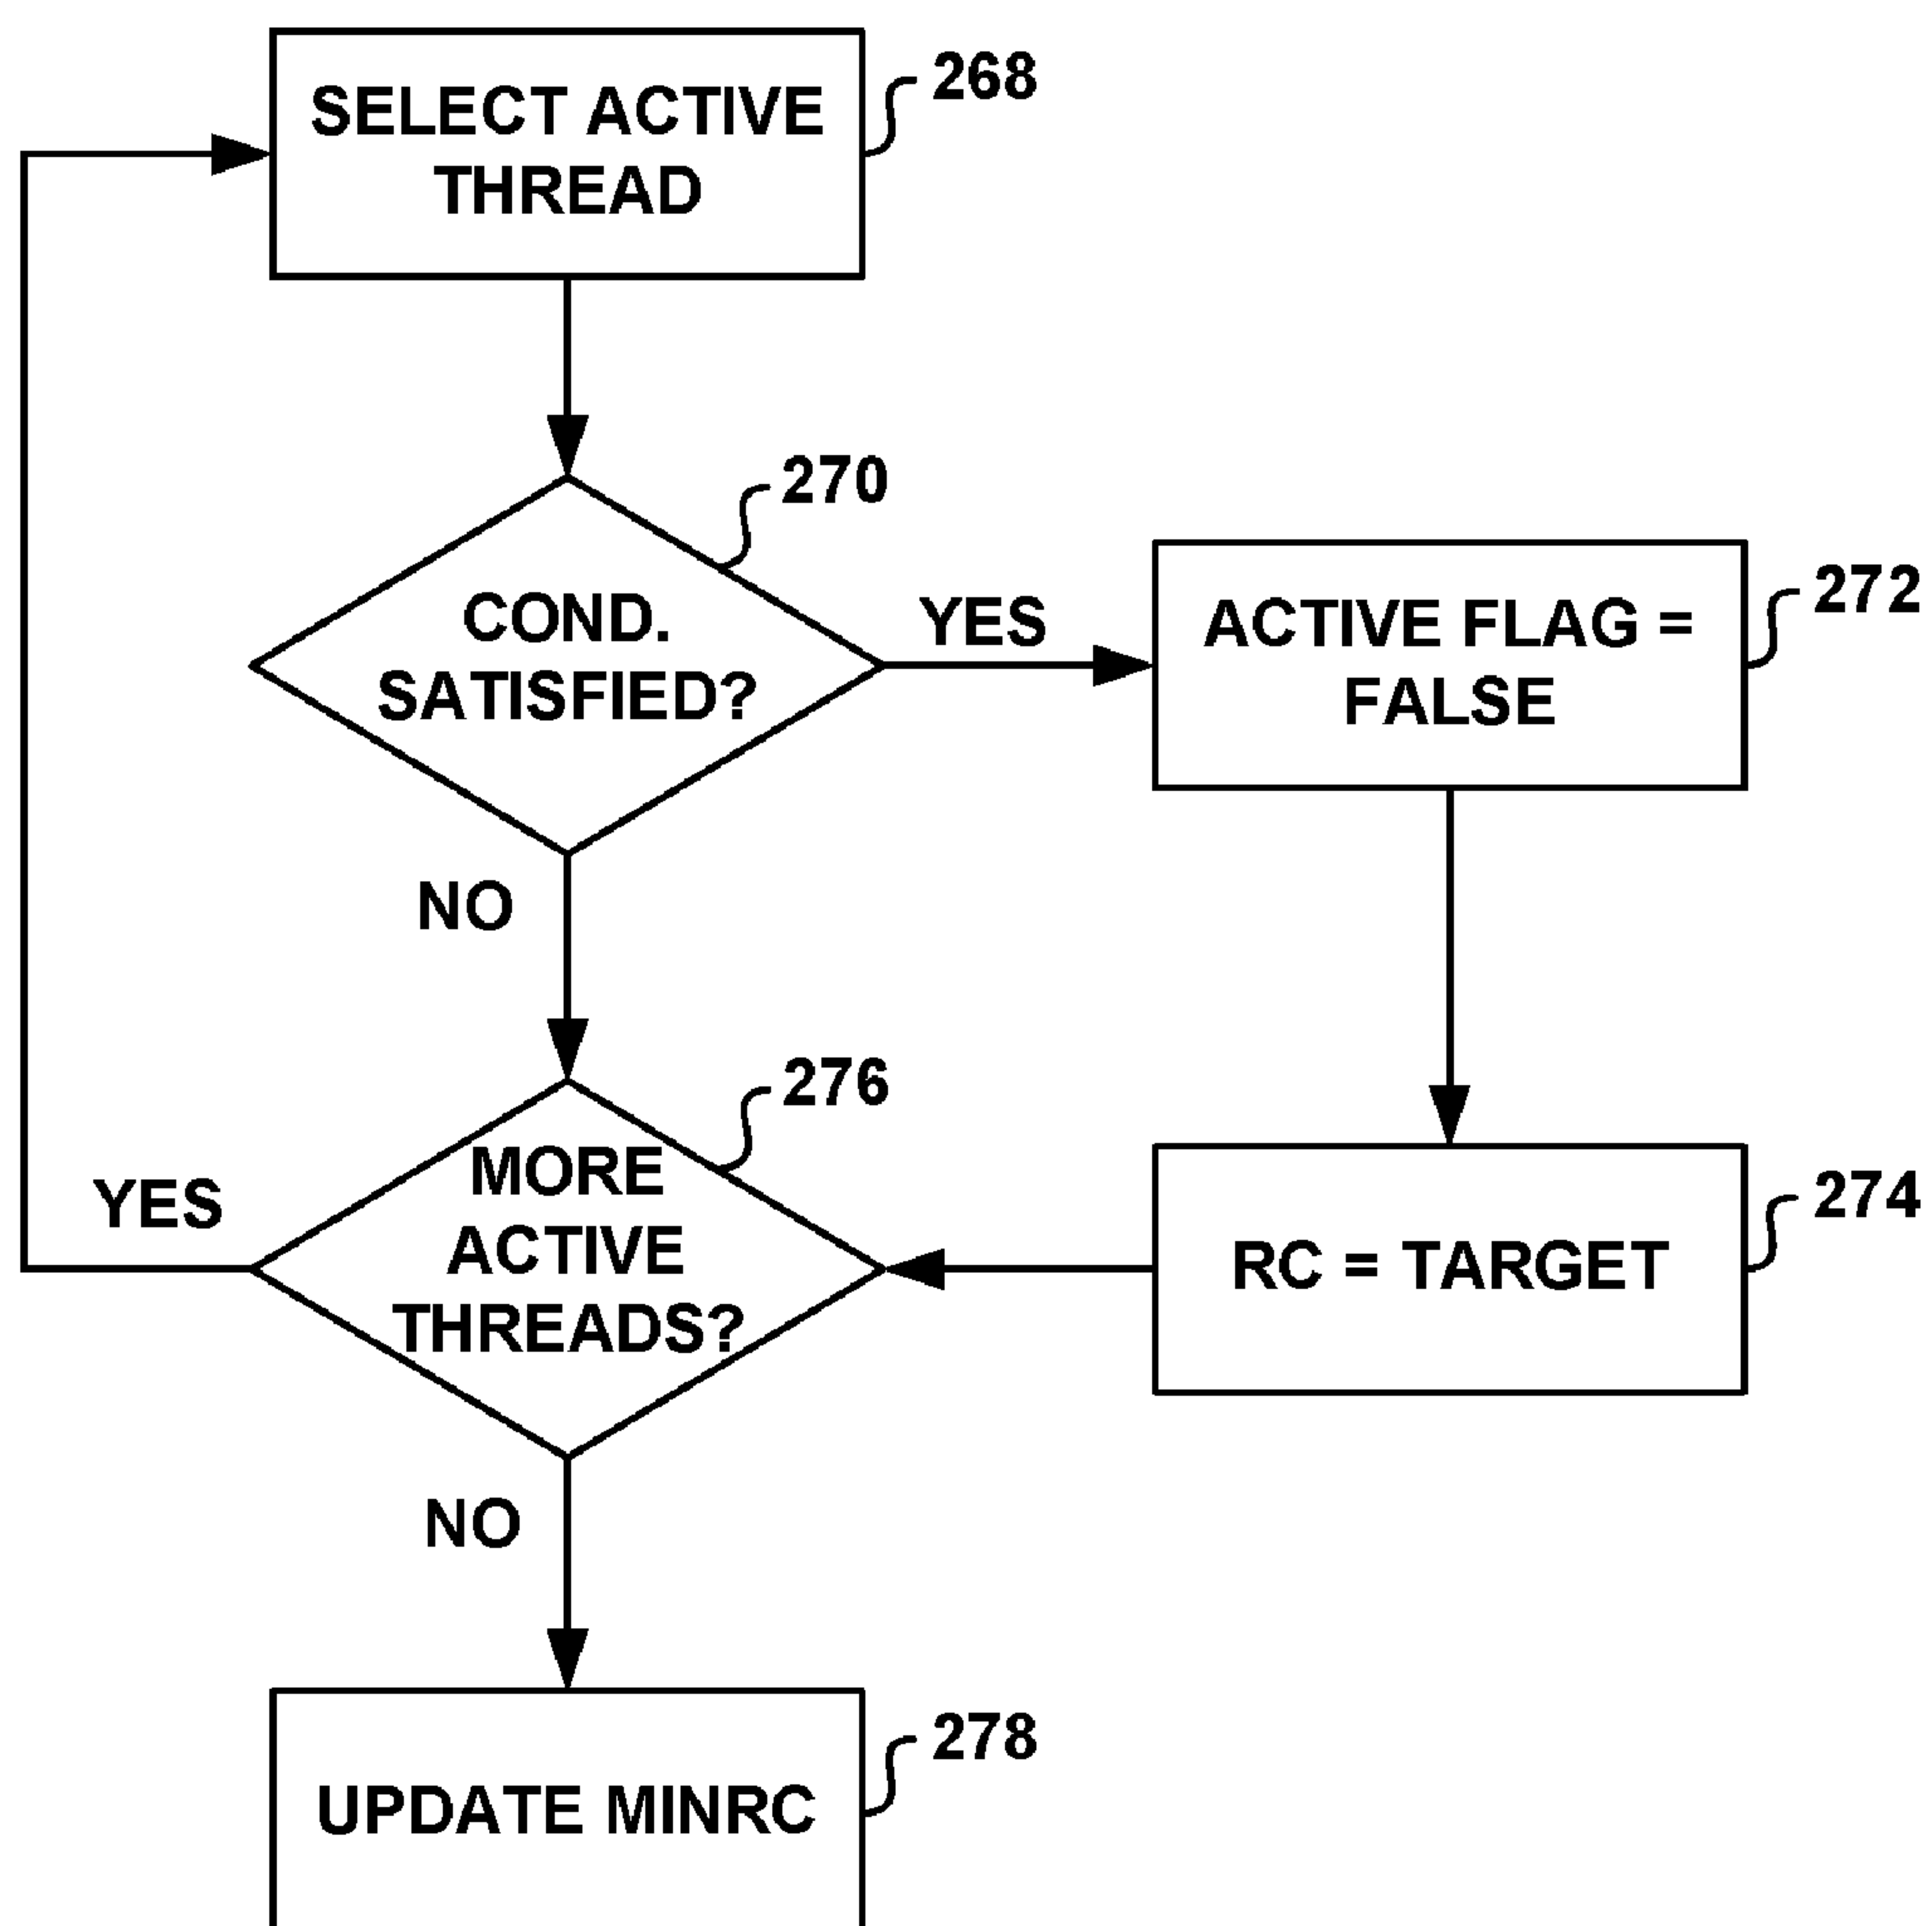 SELECT ACTIVE
THREAD
268
270
COND.
SATISFIED?
YES
ACTIVE FLAG =
FALSE
272
NO
276
MORE
ACTIVE
THREADS?
YES
RC = TARGET
274
NO
278
UPDATE MINRC